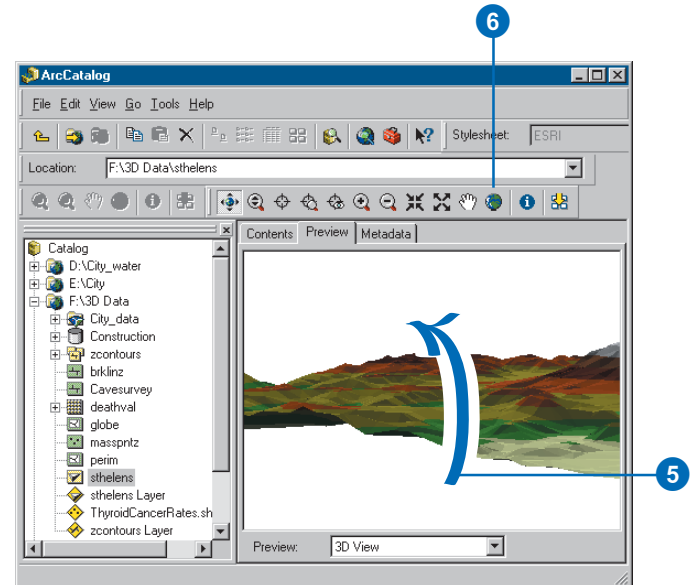 6
ArcCatalog
File Edit View Go Tools Help
Stylesheet: ESRI
Location: F:\3D Data\sthelens
Contents Preview Metadata
Catalog
D:\City_water
E:\City
F:\3D Data
City_data
Construction
zcontours
brklinz
Cavesurvey
deathval
globe
masspntz
perim
sthelens
sthelens Layer
ThyroidCancerRates.sh
zcontours Layer
5
Preview: 3D View